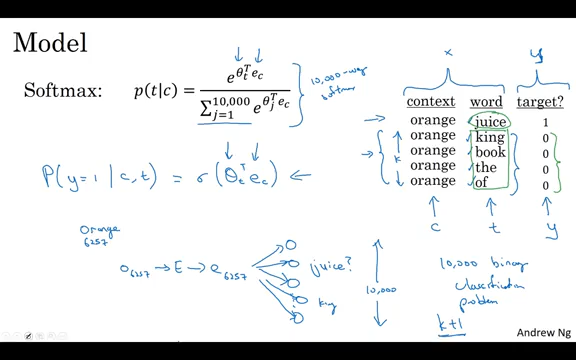 Model
x
y
Softmax: p(t|c) = e^{θ_t^T e_c} / ∑_{j=1}^{10,000} e^{θ_j^T e_c}
10,000-way
softmax
context word target?
orange juice 1
orange king 0
orange book 0
orange the 0
orange of 0
k
P(y=1 | c,t) = σ(θ_t^T e_c)
c t y
Orange
6257
o_6257 → E → e_6257
juice?
king
10,000
10,000 binary
classification
problem
k+1
Andrew Ng